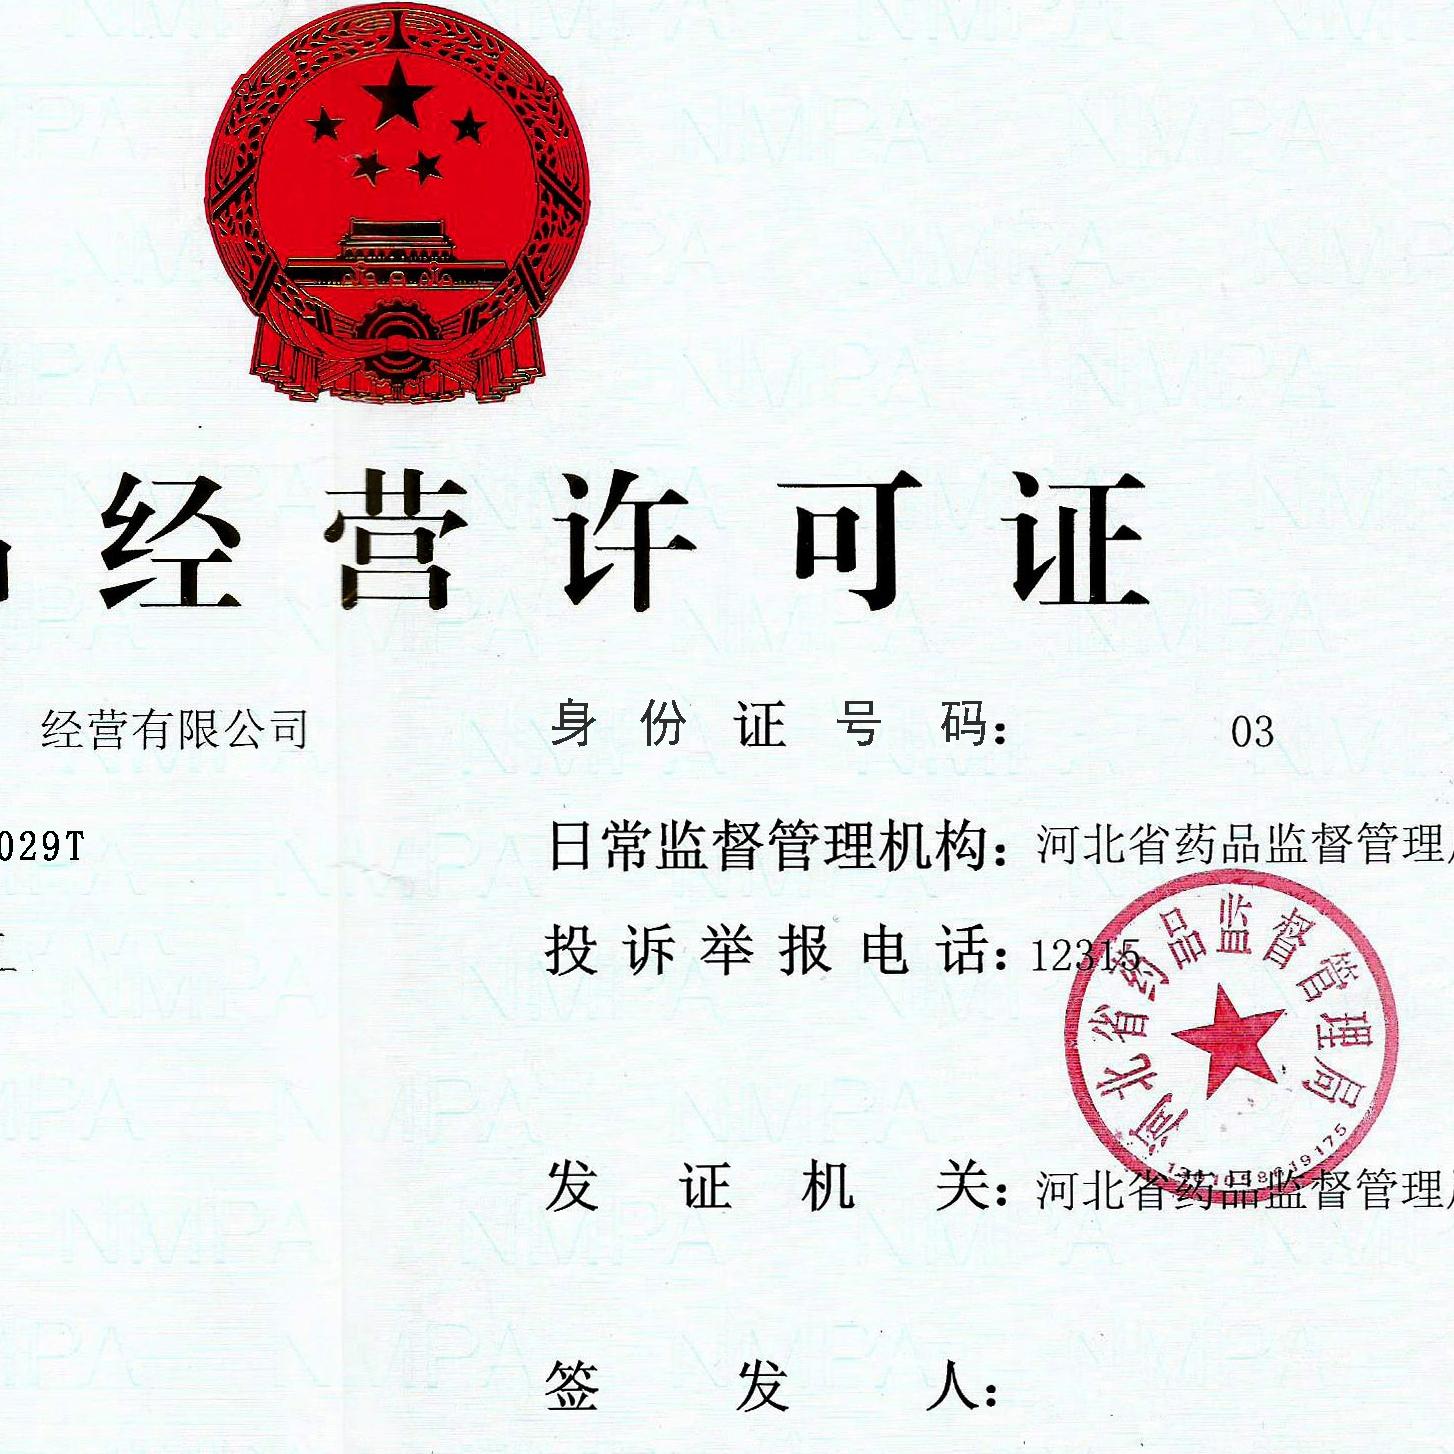 经营许可证
经营有限公司
身份证号码： 03
029T
日常监督管理机构：河北省药品监督管理
投诉举报电话：12315
河北省药品监督管理局
发证机关：河北省药品监督管理
签发人：
NMPA